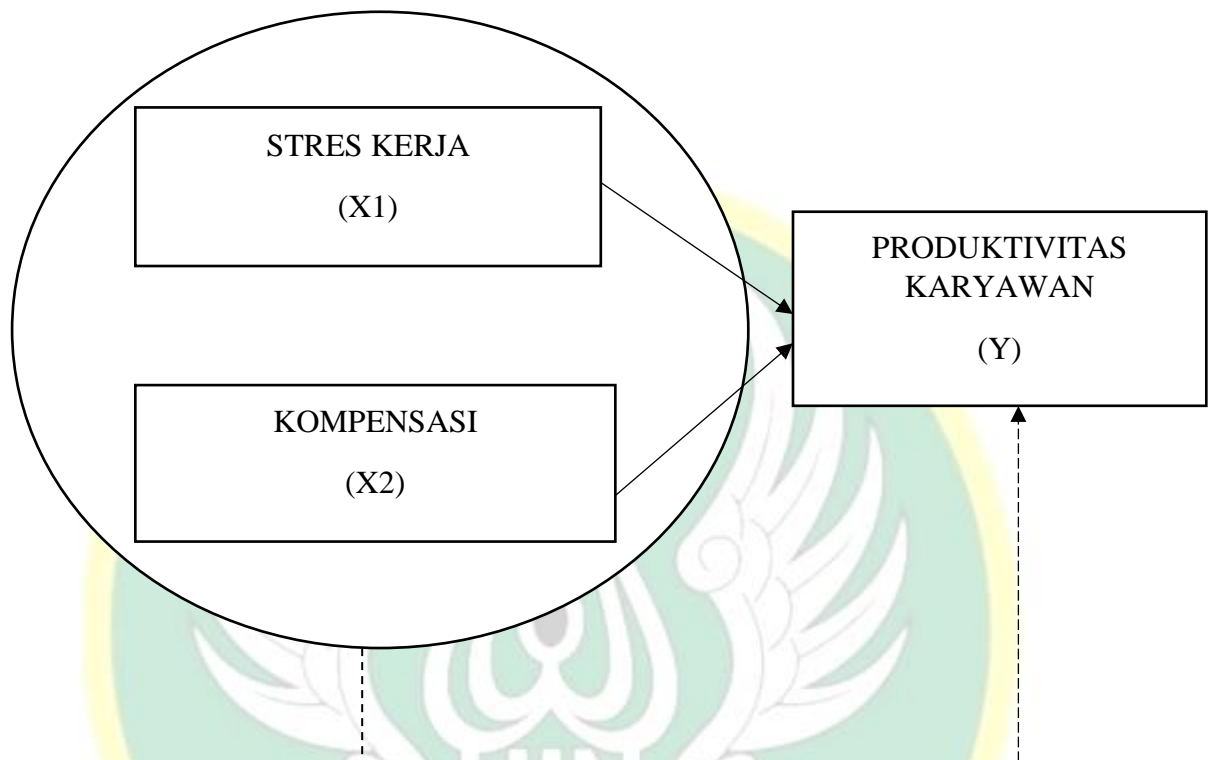 STRES KERJA
(X1)
PRODUKTIVITAS
KARYAWAN
(Y)
KOMPENSASI
(X2)